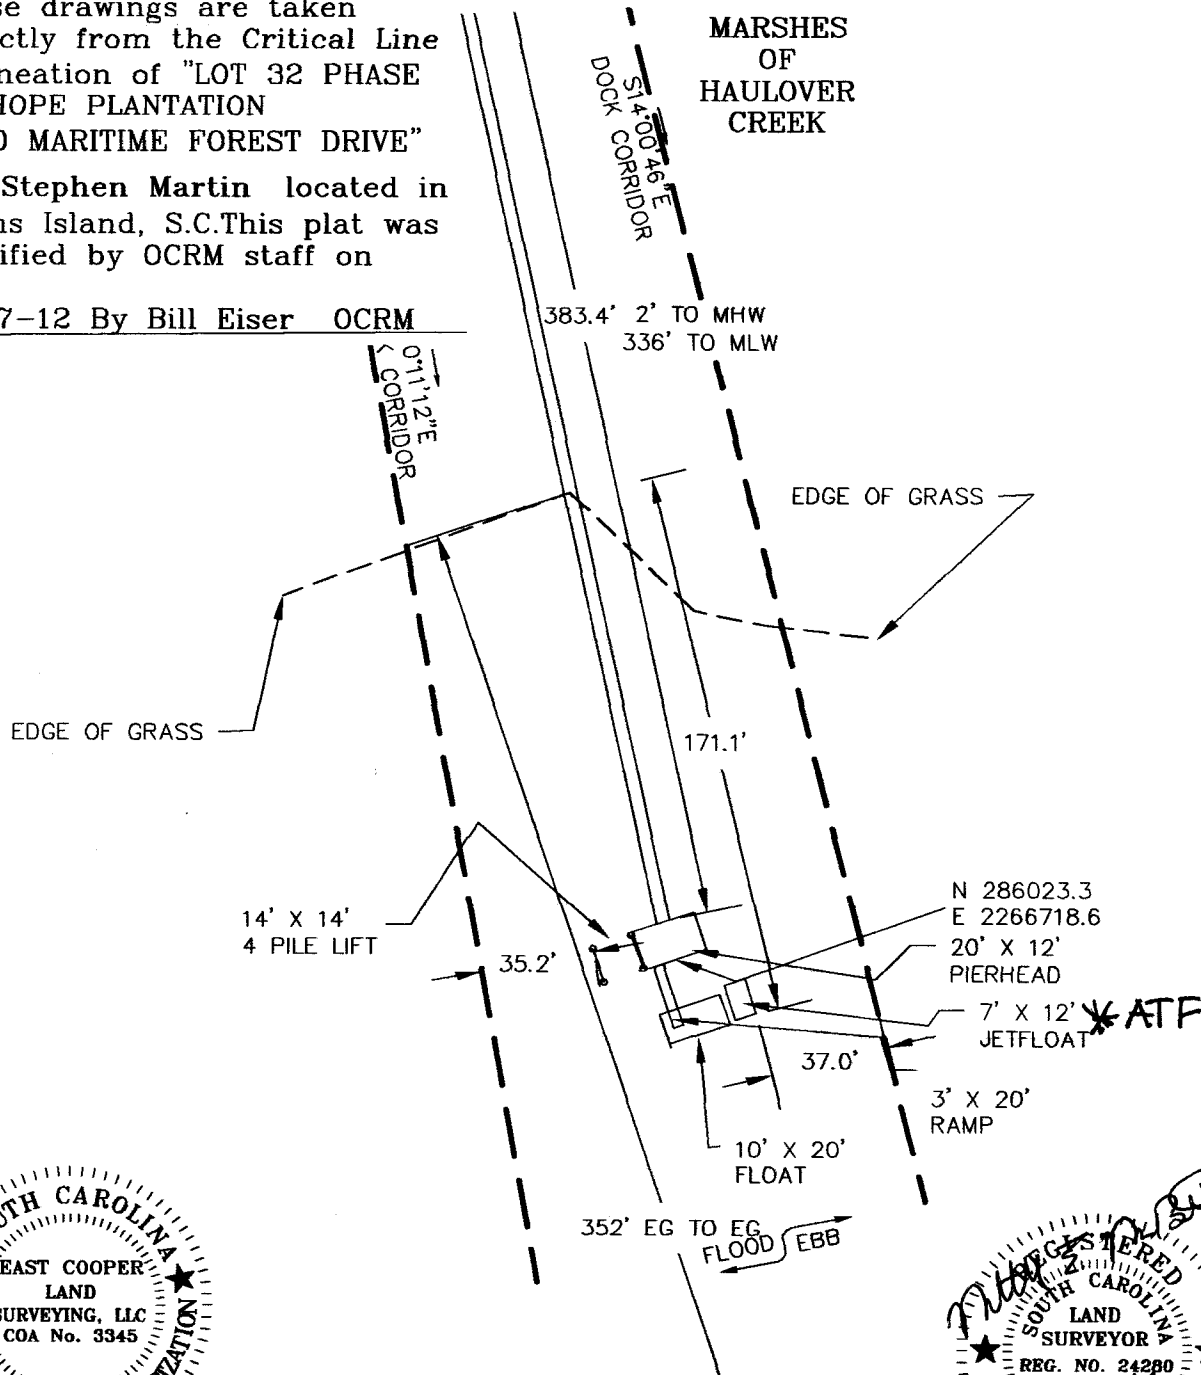 se drawings are taken
ctly from the Critical Line
neation of "LOT 32 PHASE
HOPE PLANTATION
0 MARITIME FOREST DRIVE"
Stephen Martin located in
ns Island, S.C.This plat was
ified by OCRM staff on
7-12 By Bill Eiser OCRM
MARSHES
OF
HAULOVER
CREEK
S14°00'46"E
DOCK CORRIDOR
383.4' 2' TO MHW
336' TO MLW
0°11'12"E
CORRIDOR
EDGE OF GRASS
EDGE OF GRASS
171.1'
14' X 14'
4 PILE LIFT
35.2'
N 286023.3
E 2266718.6
20' X 12'
PIERHEAD
7' X 12' * ATF
JETFLOAT
37.0'
3' X 20'
RAMP
10' X 20'
FLOAT
352' EG TO EG
FLOOD EBB
UTH CAROLINA
EAST COOPER
LAND
SURVEYING, LLC
COA No. 3345
REGISTERED
SOUTH CAROLINA
LAND
SURVEYOR
REG. NO. 24280